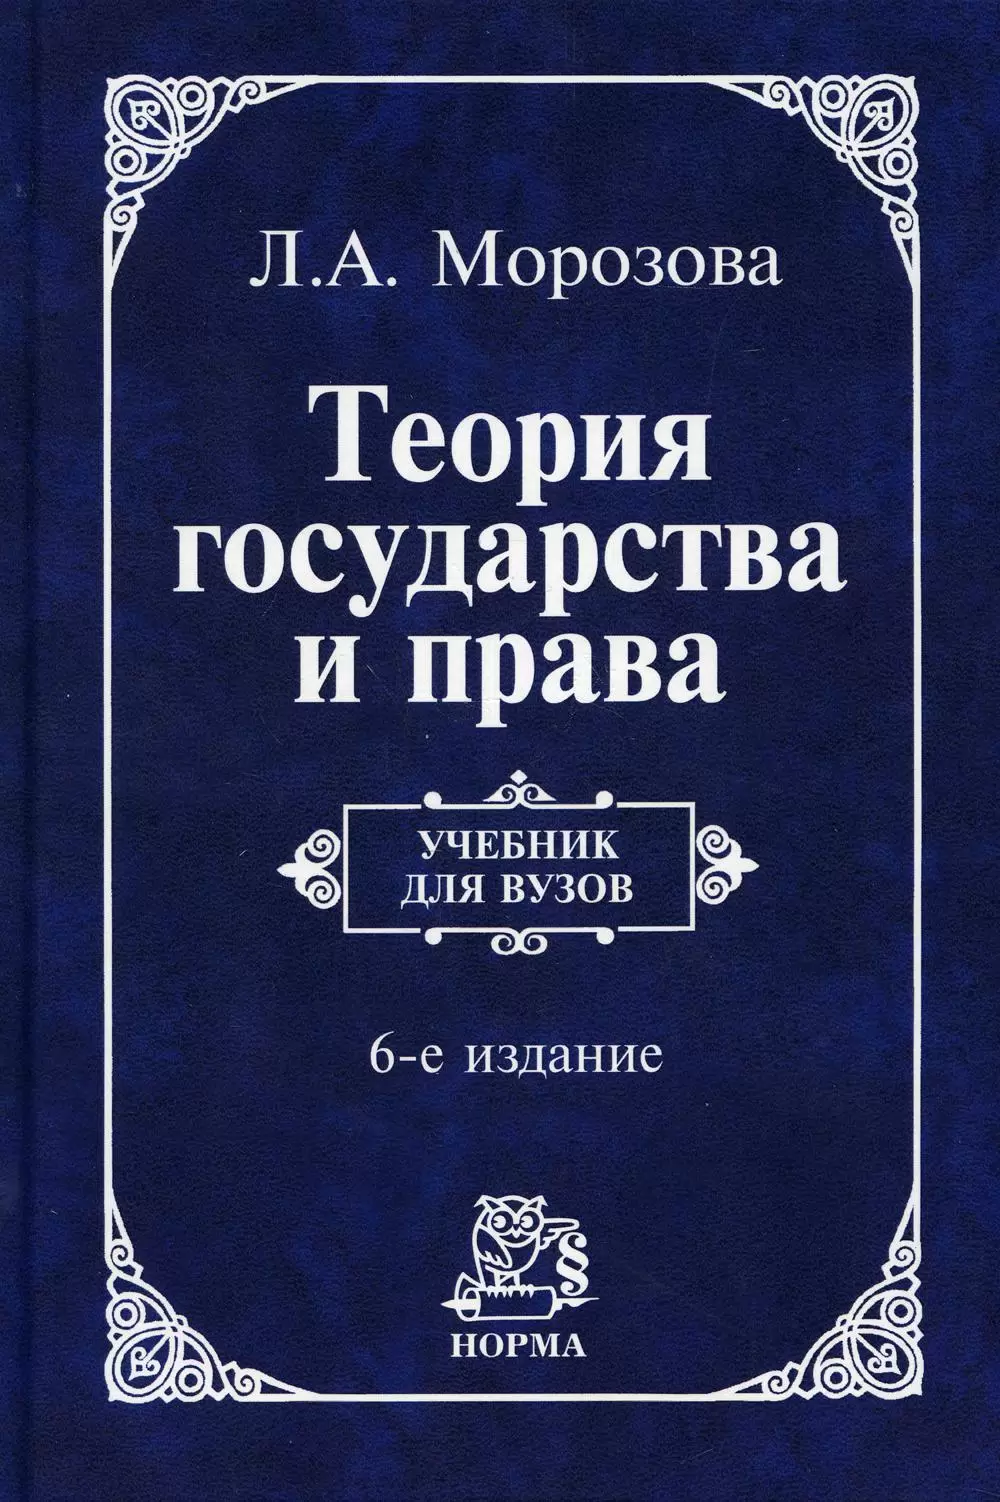 Л.А. Морозова
Теория
государства
и права
УЧЕБНИК
ДЛЯ ВУЗОВ
6-е издание
§
НОРМА